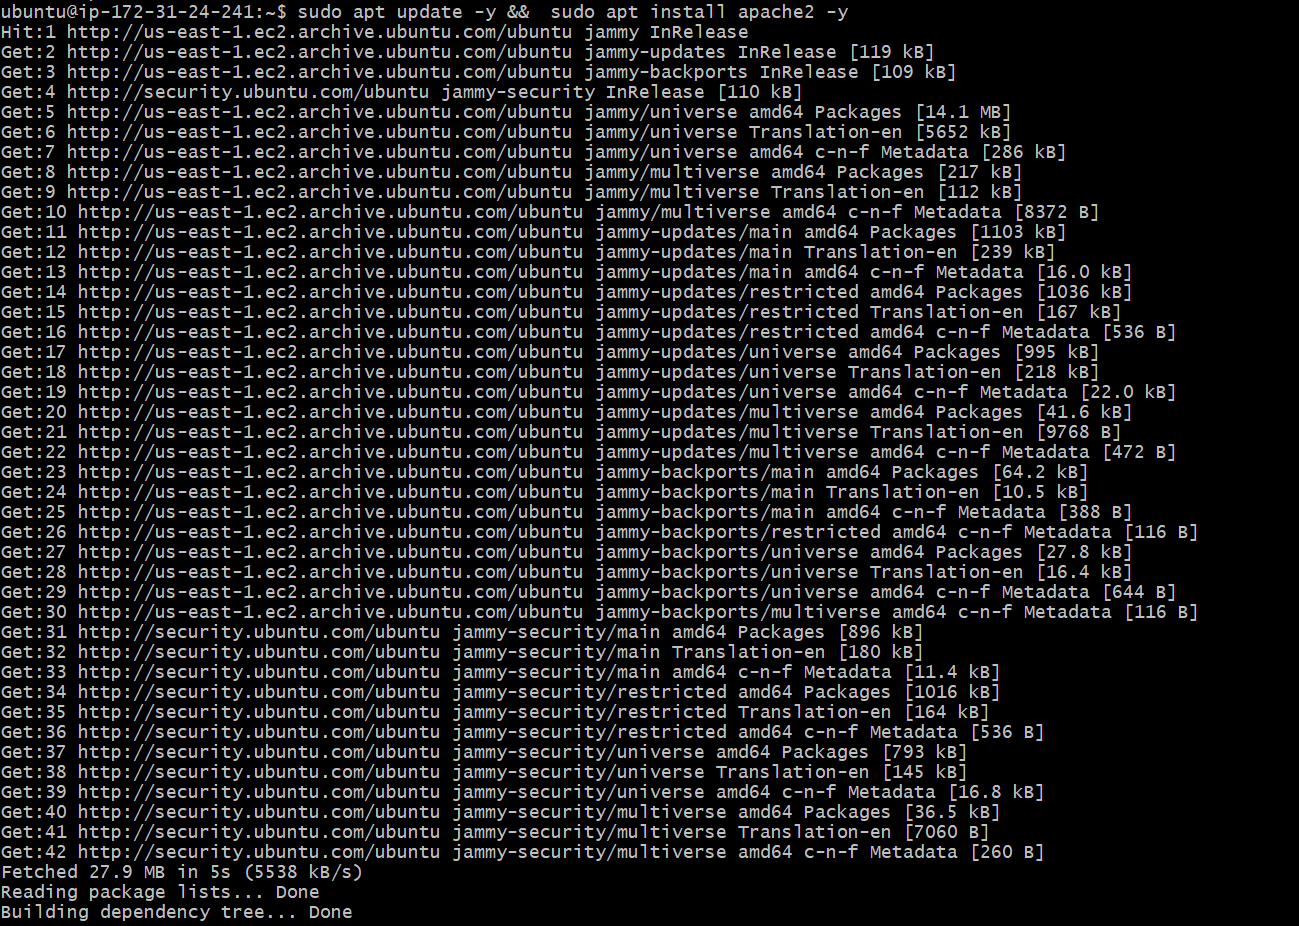 ubuntu@ip-172-31-24-241:~$ sudo apt update -y &&  sudo apt install apache2 -y
Hit:1 http://us-east-1.ec2.archive.ubuntu.com/ubuntu jammy InRelease
Get:2 http://us-east-1.ec2.archive.ubuntu.com/ubuntu jammy-updates InRelease [119 kB]
Get:3 http://us-east-1.ec2.archive.ubuntu.com/ubuntu jammy-backports InRelease [109 kB]
Get:4 http://security.ubuntu.com/ubuntu jammy-security InRelease [110 kB]
Get:5 http://us-east-1.ec2.archive.ubuntu.com/ubuntu jammy/universe amd64 Packages [14.1 MB]
Get:6 http://us-east-1.ec2.archive.ubuntu.com/ubuntu jammy/universe Translation-en [5652 kB]
Get:7 http://us-east-1.ec2.archive.ubuntu.com/ubuntu jammy/universe amd64 c-n-f Metadata [286 kB]
Get:8 http://us-east-1.ec2.archive.ubuntu.com/ubuntu jammy/multiverse amd64 Packages [217 kB]
Get:9 http://us-east-1.ec2.archive.ubuntu.com/ubuntu jammy/multiverse Translation-en [112 kB]
Get:10 http://us-east-1.ec2.archive.ubuntu.com/ubuntu jammy/multiverse amd64 c-n-f Metadata [8372 B]
Get:11 http://us-east-1.ec2.archive.ubuntu.com/ubuntu jammy-updates/main amd64 Packages [1103 kB]
Get:12 http://us-east-1.ec2.archive.ubuntu.com/ubuntu jammy-updates/main Translation-en [239 kB]
Get:13 http://us-east-1.ec2.archive.ubuntu.com/ubuntu jammy-updates/main amd64 c-n-f Metadata [16.0 kB]
Get:14 http://us-east-1.ec2.archive.ubuntu.com/ubuntu jammy-updates/restricted amd64 Packages [1036 kB]
Get:15 http://us-east-1.ec2.archive.ubuntu.com/ubuntu jammy-updates/restricted Translation-en [167 kB]
Get:16 http://us-east-1.ec2.archive.ubuntu.com/ubuntu jammy-updates/restricted amd64 c-n-f Metadata [536 B]
Get:17 http://us-east-1.ec2.archive.ubuntu.com/ubuntu jammy-updates/universe amd64 Packages [995 kB]
Get:18 http://us-east-1.ec2.archive.ubuntu.com/ubuntu jammy-updates/universe Translation-en [218 kB]
Get:19 http://us-east-1.ec2.archive.ubuntu.com/ubuntu jammy-updates/universe amd64 c-n-f Metadata [22.0 kB]
Get:20 http://us-east-1.ec2.archive.ubuntu.com/ubuntu jammy-updates/multiverse amd64 Packages [41.6 kB]
Get:21 http://us-east-1.ec2.archive.ubuntu.com/ubuntu jammy-updates/multiverse Translation-en [9768 B]
Get:22 http://us-east-1.ec2.archive.ubuntu.com/ubuntu jammy-updates/multiverse amd64 c-n-f Metadata [472 B]
Get:23 http://us-east-1.ec2.archive.ubuntu.com/ubuntu jammy-backports/main amd64 Packages [64.2 kB]
Get:24 http://us-east-1.ec2.archive.ubuntu.com/ubuntu jammy-backports/main Translation-en [10.5 kB]
Get:25 http://us-east-1.ec2.archive.ubuntu.com/ubuntu jammy-backports/main amd64 c-n-f Metadata [388 B]
Get:26 http://us-east-1.ec2.archive.ubuntu.com/ubuntu jammy-backports/restricted amd64 c-n-f Metadata [116 B]
Get:27 http://us-east-1.ec2.archive.ubuntu.com/ubuntu jammy-backports/universe amd64 Packages [27.8 kB]
Get:28 http://us-east-1.ec2.archive.ubuntu.com/ubuntu jammy-backports/universe Translation-en [16.4 kB]
Get:29 http://us-east-1.ec2.archive.ubuntu.com/ubuntu jammy-backports/universe amd64 c-n-f Metadata [644 B]
Get:30 http://us-east-1.ec2.archive.ubuntu.com/ubuntu jammy-backports/multiverse amd64 c-n-f Metadata [116 B]
Get:31 http://security.ubuntu.com/ubuntu jammy-security/main amd64 Packages [896 kB]
Get:32 http://security.ubuntu.com/ubuntu jammy-security/main Translation-en [180 kB]
Get:33 http://security.ubuntu.com/ubuntu jammy-security/main amd64 c-n-f Metadata [11.4 kB]
Get:34 http://security.ubuntu.com/ubuntu jammy-security/restricted amd64 Packages [1016 kB]
Get:35 http://security.ubuntu.com/ubuntu jammy-security/restricted Translation-en [164 kB]
Get:36 http://security.ubuntu.com/ubuntu jammy-security/restricted amd64 c-n-f Metadata [536 B]
Get:37 http://security.ubuntu.com/ubuntu jammy-security/universe amd64 Packages [793 kB]
Get:38 http://security.ubuntu.com/ubuntu jammy-security/universe Translation-en [145 kB]
Get:39 http://security.ubuntu.com/ubuntu jammy-security/universe amd64 c-n-f Metadata [16.8 kB]
Get:40 http://security.ubuntu.com/ubuntu jammy-security/multiverse amd64 Packages [36.5 kB]
Get:41 http://security.ubuntu.com/ubuntu jammy-security/multiverse Translation-en [7060 B]
Get:42 http://security.ubuntu.com/ubuntu jammy-security/multiverse amd64 c-n-f Metadata [260 B]
Fetched 27.9 MB in 5s (5538 kB/s)
Reading package lists... Done
Building dependency tree... Done